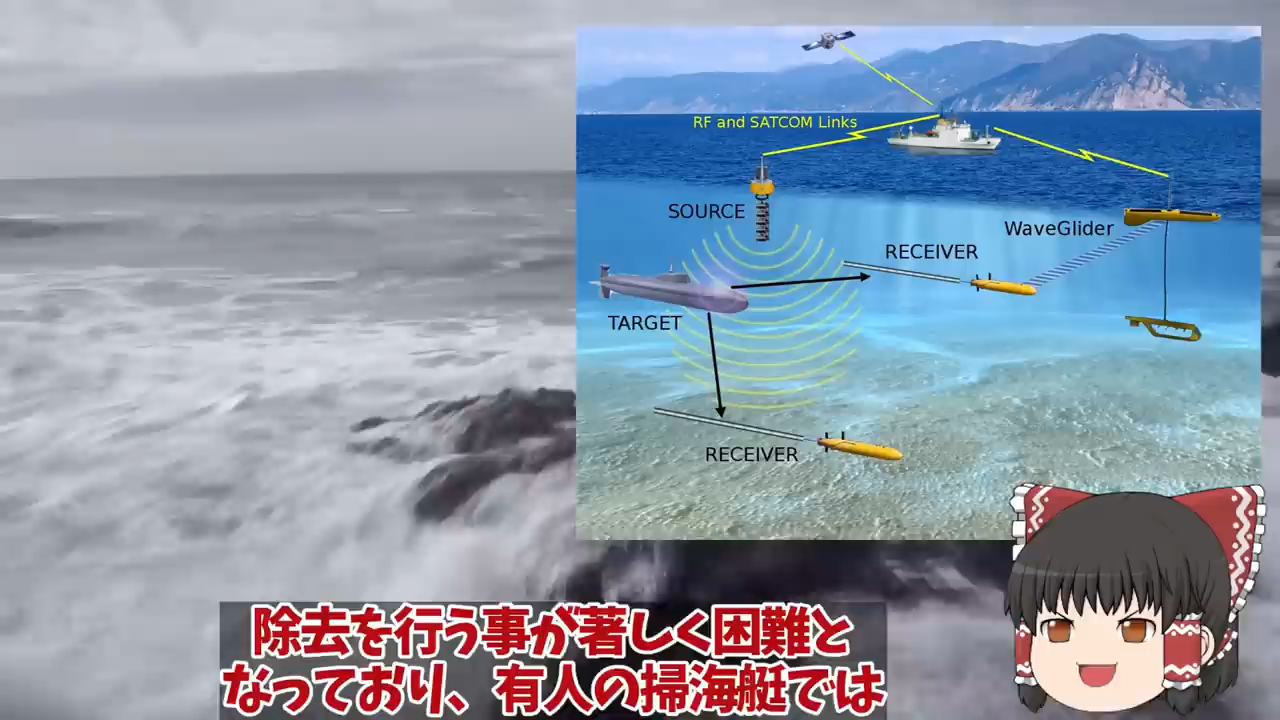 RF and SATCOM Links
SOURCE
WaveGlider
RECEIVER
TARGET
RECEIVER
除去を行う事が著しく困難と
なっており、有人の掃海艇では